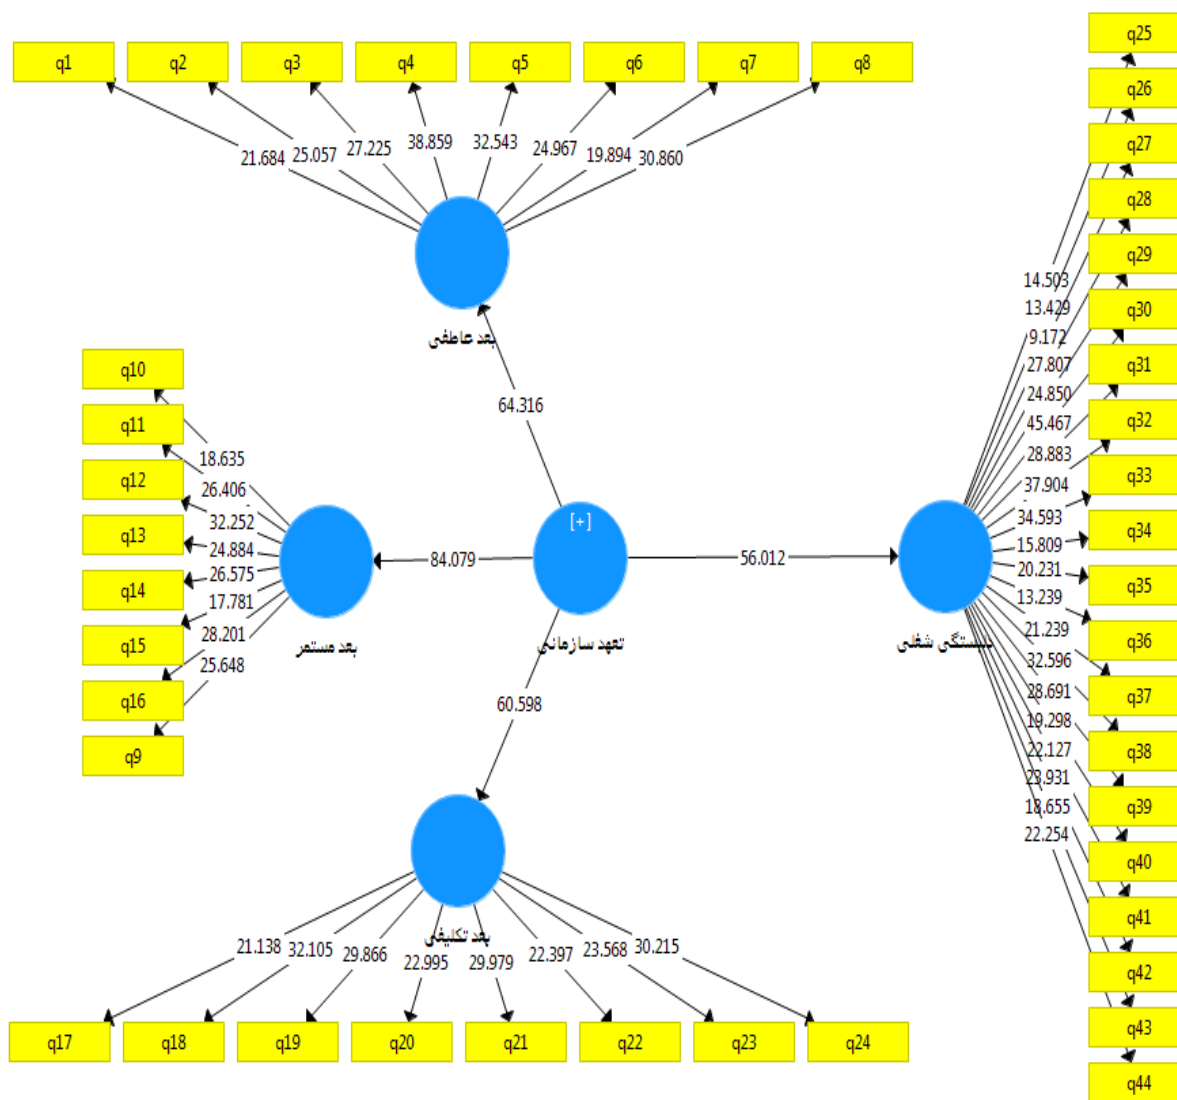 q1 q2 q3 q4 q5 q6 q7 q8
21.684 25.057 27.225 38.859 32.543 24.967 19.894 30.860
بعد عاطفی
64.316
q10
q11
q12
q13
q14
q15
q16
q9
18.635
26.406
32.252
24.884
26.575
17.781
28.201
25.648
بعد مستمر
84.079
[+]
تعهد سازمانی
56.012
دلبستگی شغلی
60.598
بعد تکلیفی
21.138 32.105 29.866 22.995 29.979 22.397 23.568 30.215
q17 q18 q19 q20 q21 q22 q23 q24
14.503
13.429
9.172
27.807
24.850
45.467
28.883
37.904
34.593
15.809
20.231
13.239
21.239
32.596
28.691
19.298
22.127
23.931
18.655
22.254
q25
q26
q27
q28
q29
q30
q31
q32
q33
q34
q35
q36
q37
q38
q39
q40
q41
q42
q43
q44